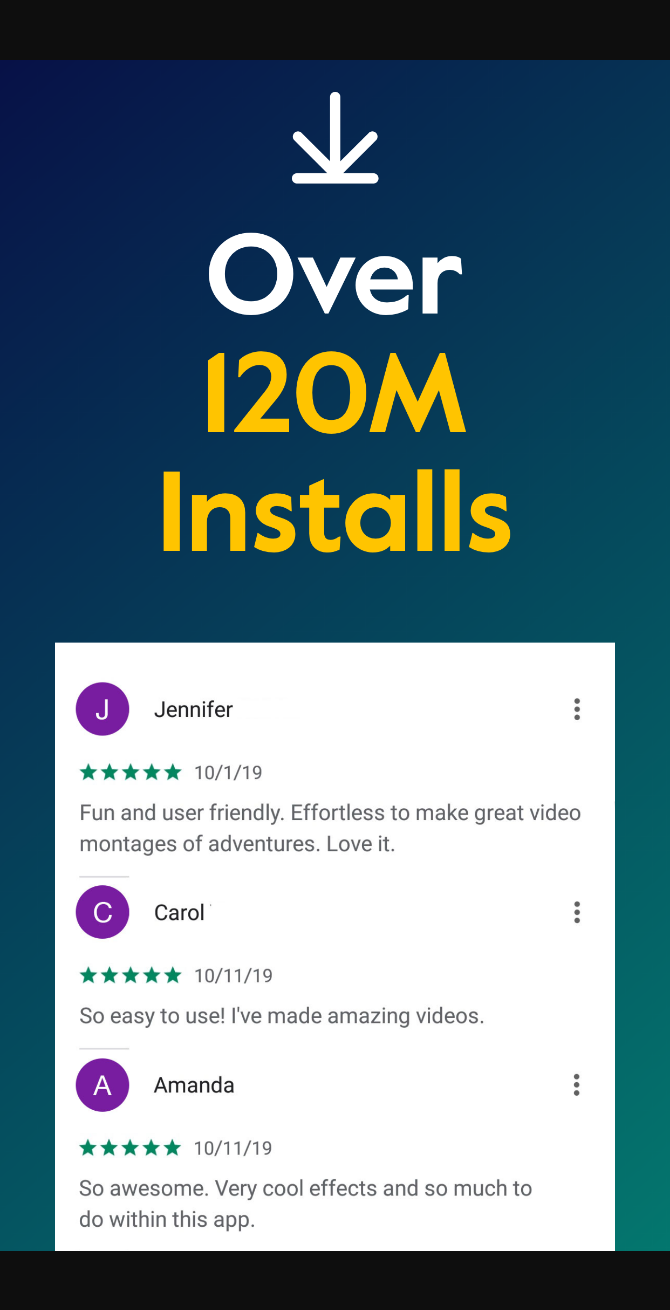 Over
120M
Installs
J Jennifer
10/1/19
Fun and user friendly. Effortless to make great video
montages of adventures. Love it.
C Carol
10/11/19
So easy to use! I've made amazing videos.
A Amanda
10/11/19
So awesome. Very cool effects and so much to
do within this app.